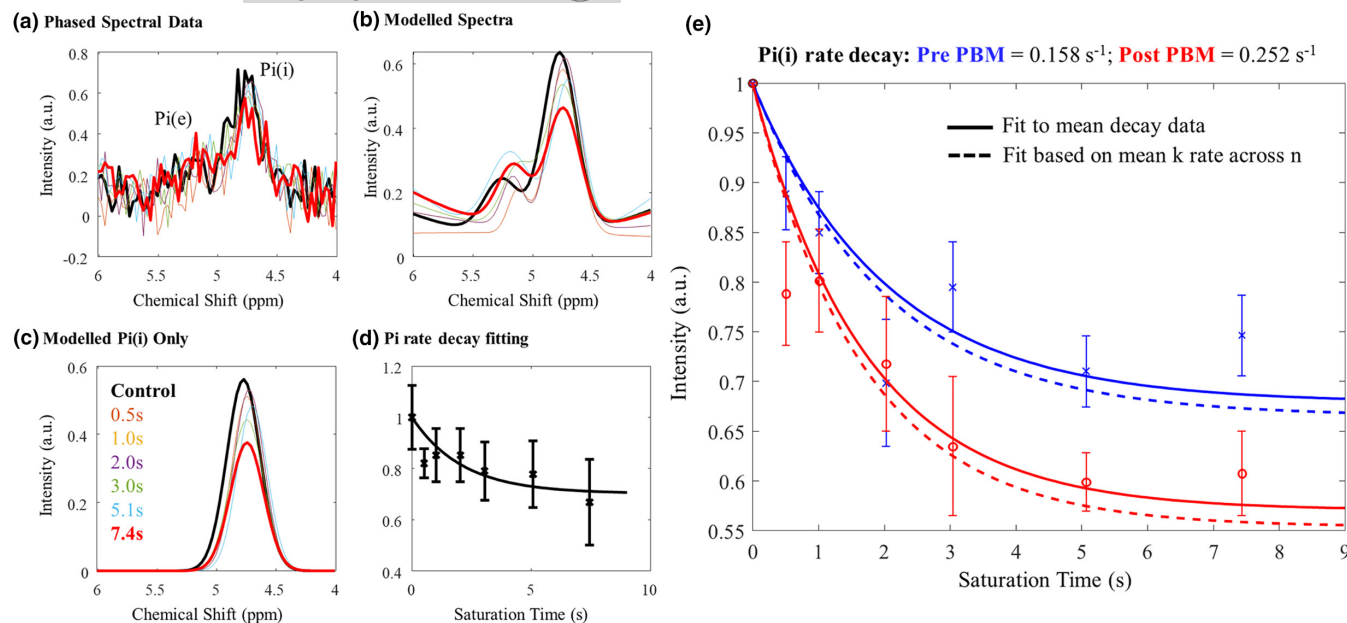 (a) Phased Spectral Data
0.8
0.6
0.4
0.2
0
-0.2
Intensity (a.u.)
Pi(i)
Pi(e)
6 5.5 5 4.5 4
Chemical Shift (ppm)
(b) Modelled Spectra
0.6
0.4
0.2
0
Intensity (a.u.)
6 5.5 5 4.5 4
Chemical Shift (ppm)
(c) Modelled Pi(i) Only
0.6
0.4
0.2
0
Intensity (a.u.)
Control
0.5s
1.0s
2.0s
3.0s
5.1s
7.4s
6 5.5 5 4.5 4
Chemical Shift (ppm)
(d) Pi rate decay fitting
1.2
1
0.8
0.6
0.4
Intensity (a.u.)
0 5 10
Saturation Time (s)
(e)
Pi(i) rate decay: Pre PBM = 0.158 s-1; Post PBM = 0.252 s-1
1
0.95
0.9
0.85
0.8
0.75
0.7
0.65
0.6
0.55
Intensity (a.u.)
Fit to mean decay data
Fit based on mean k rate across n
0 1 2 3 4 5 6 7 8 9
Saturation Time (s)